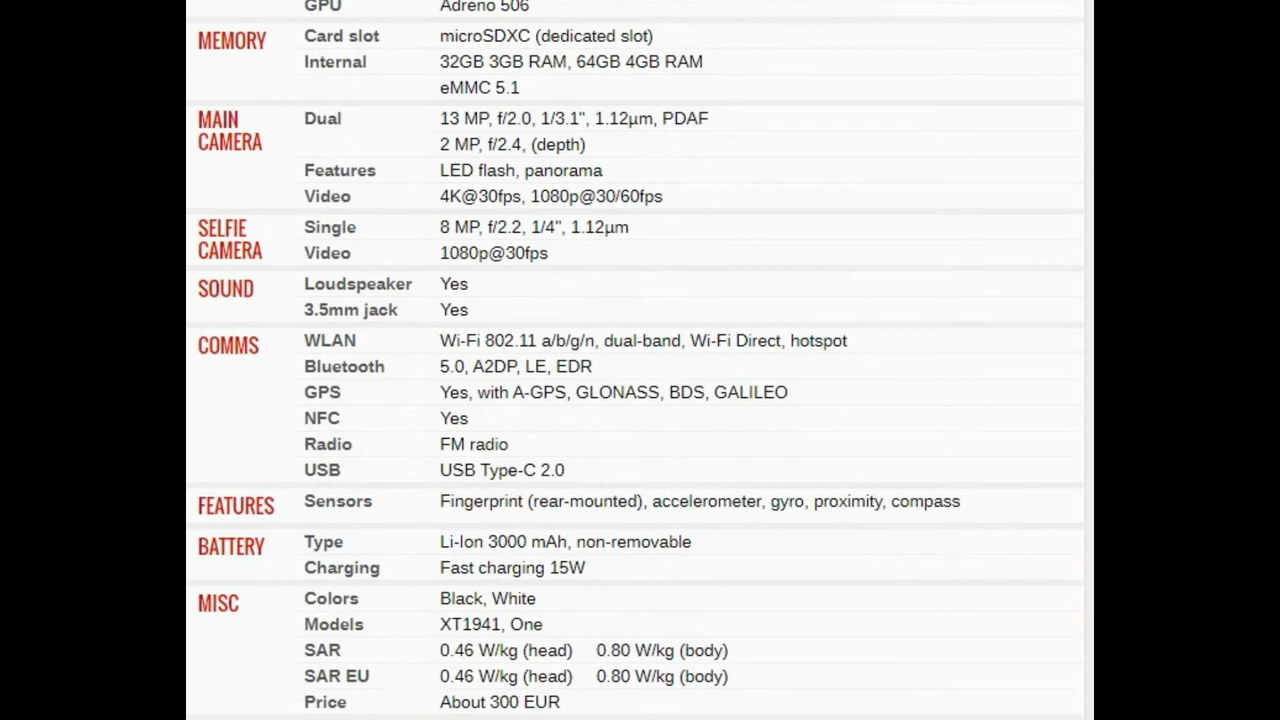 GPU Adreno 506
MEMORY Card slot microSDXC (dedicated slot)
Internal 32GB 3GB RAM, 64GB 4GB RAM
eMMC 5.1
MAIN CAMERA Dual 13 MP, f/2.0, 1/3.1", 1.12µm, PDAF
2 MP, f/2.4, (depth)
Features LED flash, panorama
Video 4K@30fps, 1080p@30/60fps
SELFIE CAMERA Single 8 MP, f/2.2, 1/4", 1.12µm
Video 1080p@30fps
SOUND Loudspeaker Yes
3.5mm jack Yes
COMMS WLAN Wi-Fi 802.11 a/b/g/n, dual-band, Wi-Fi Direct, hotspot
Bluetooth 5.0, A2DP, LE, EDR
GPS Yes, with A-GPS, GLONASS, BDS, GALILEO
NFC Yes
Radio FM radio
USB USB Type-C 2.0
FEATURES Sensors Fingerprint (rear-mounted), accelerometer, gyro, proximity, compass
BATTERY Type Li-Ion 3000 mAh, non-removable
Charging Fast charging 15W
MISC Colors Black, White
Models XT1941, One
SAR 0.46 W/kg (head) 0.80 W/kg (body)
SAR EU 0.46 W/kg (head) 0.80 W/kg (body)
Price About 300 EUR